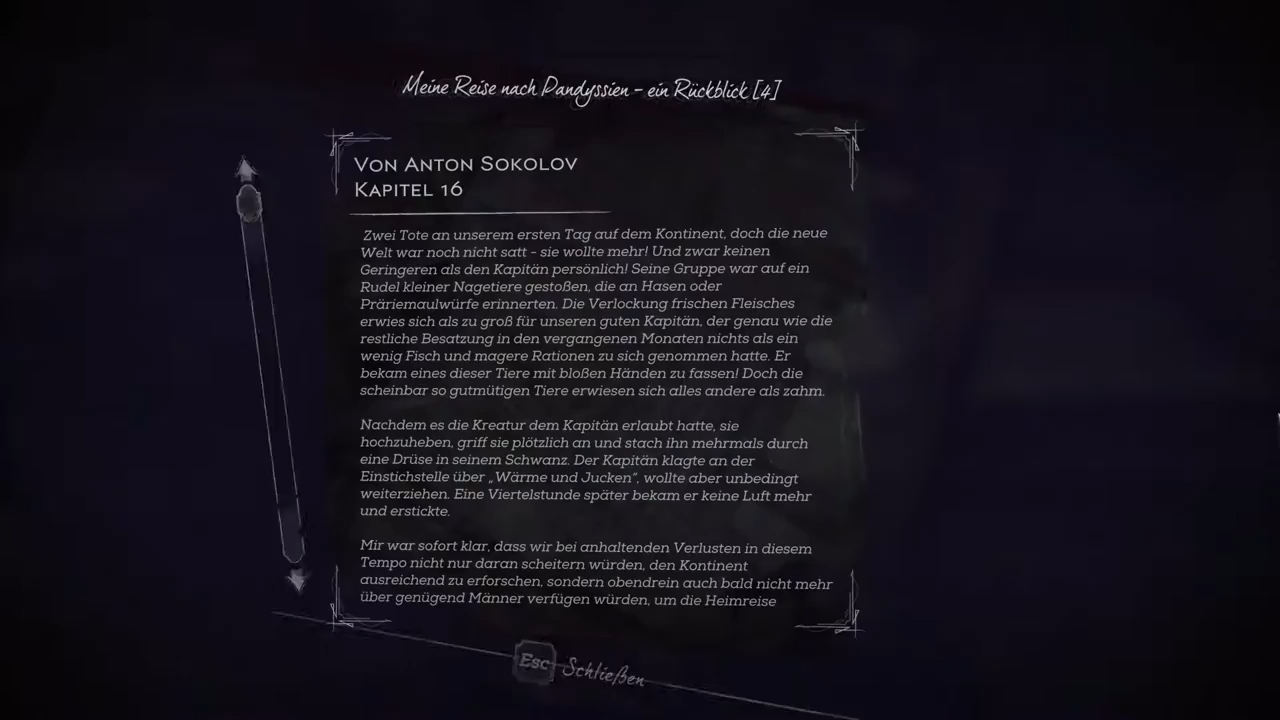 Meine Reise nach Pandyssien - ein Rückblick [4]
Von Anton Sokolov
Kapitel 16
Zwei Tote an unserem ersten Tag auf dem Kontinent, doch die neue
Welt war noch nicht satt - sie wollte mehr! Und zwar keinen
Geringeren als den Kapitän persönlich! Seine Gruppe war auf ein
Rudel kleiner Nagetiere gestoßen, die an Hasen oder
Präriemaulwürfe erinnerten. Die Verlockung frischen Fleisches
erwies sich als zu groß für unseren guten Kapitän, der genau wie die
restliche Besatzung in den vergangenen Monaten nichts als ein
wenig Fisch und magere Rationen zu sich genommen hatte. Er
bekam eines dieser Tiere mit bloßen Händen zu fassen! Doch die
scheinbar so gutmütigen Tiere erwiesen sich alles andere als zahm.
Nachdem es die Kreatur dem Kapitän erlaubt hatte, sie
hochzuheben, griff sie plötzlich an und stach ihn mehrmals durch
eine Drüse in seinem Schwanz. Der Kapitän klagte an der
Einstichstelle über „Wärme und Jucken“, wollte aber unbedingt
weiterziehen. Eine Viertelstunde später bekam er keine Luft mehr
und erstickte.
Mir war sofort klar, dass wir bei anhaltenden Verlusten in diesem
Tempo nicht nur daran scheitern würden, den Kontinent
ausreichend zu erforschen, sondern obendrein auch bald nicht mehr
über genügend Männer verfügen würden, um die Heimreise
Esc Schließen